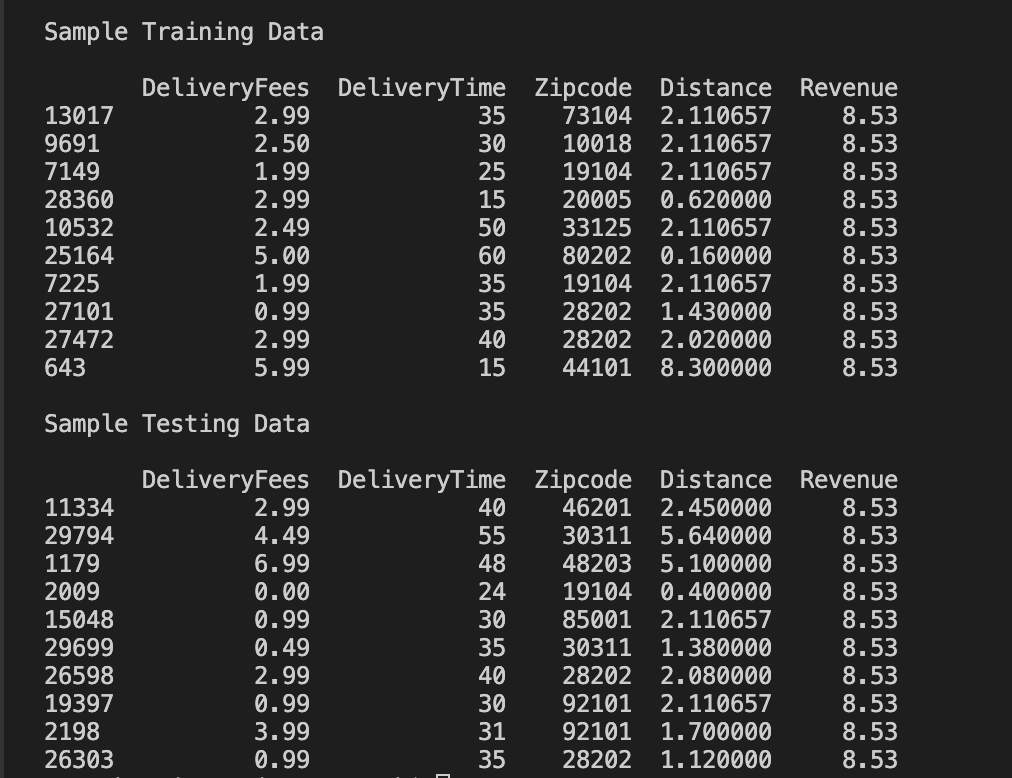 Sample Training Data
DeliveryFees DeliveryTime Zipcode Distance Revenue
13017 2.99 35 73104 2.110657 8.53
9691 2.50 30 10018 2.110657 8.53
7149 1.99 25 19104 2.110657 8.53
28360 2.99 15 20005 0.620000 8.53
10532 2.49 50 33125 2.110657 8.53
25164 5.00 60 80202 0.160000 8.53
7225 1.99 35 19104 2.110657 8.53
27101 0.99 35 28202 1.430000 8.53
27472 2.99 40 28202 2.020000 8.53
643 5.99 15 44101 8.300000 8.53
Sample Testing Data
DeliveryFees DeliveryTime Zipcode Distance Revenue
11334 2.99 40 46201 2.450000 8.53
29794 4.49 55 30311 5.640000 8.53
1179 6.99 48 48203 5.100000 8.53
2009 0.00 24 19104 0.400000 8.53
15048 0.99 30 85001 2.110657 8.53
29699 0.49 35 30311 1.380000 8.53
26598 2.99 40 28202 2.080000 8.53
19397 0.99 30 92101 2.110657 8.53
2198 3.99 31 92101 1.700000 8.53
26303 0.99 35 28202 1.120000 8.53